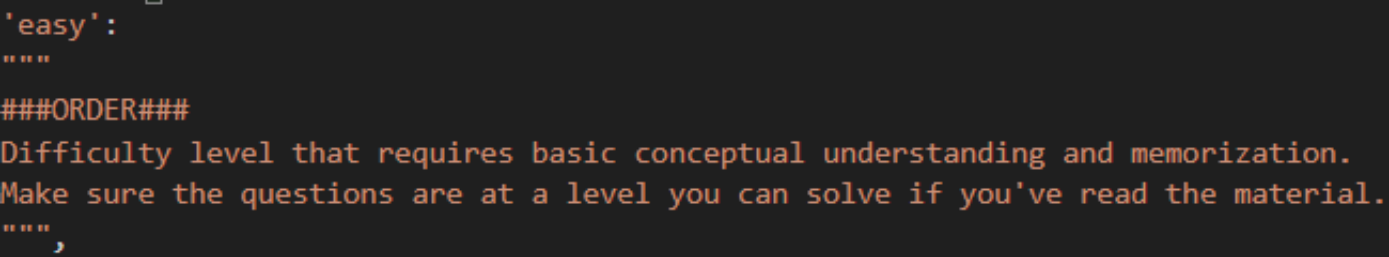 'easy':
"""
###ORDER###
Difficulty level that requires basic conceptual understanding and memorization.
Make sure the questions are at a level you can solve if you've read the material.
""",